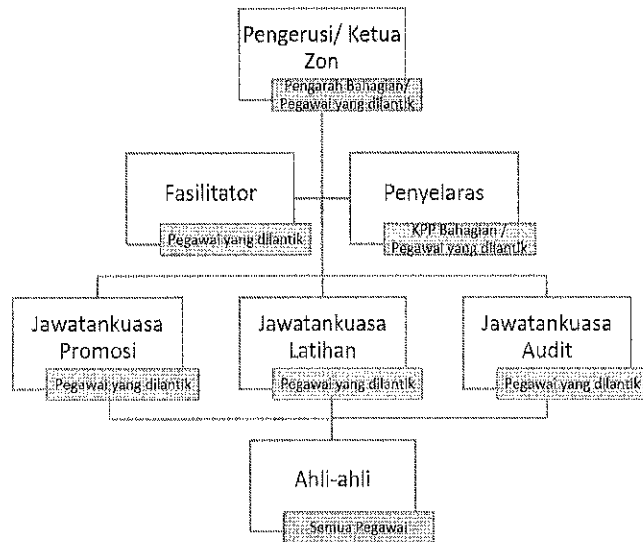 Pengerusi/ Ketua
Zon
Pengarah Bahagian/
Pegawai yang dilantik
Fasilitator
Pegawai yang dilantik
Penyelaras
KPP Bahagian /
Pegawai yang dilantik
Jawatankuasa
Promosi
Pegawai yang dilantik
Jawatankuasa
Latihan
Pegawai yang dilantik
Jawatankuasa
Audit
Pegawai yang dilantik
Ahli-ahli
Semua Pegawai